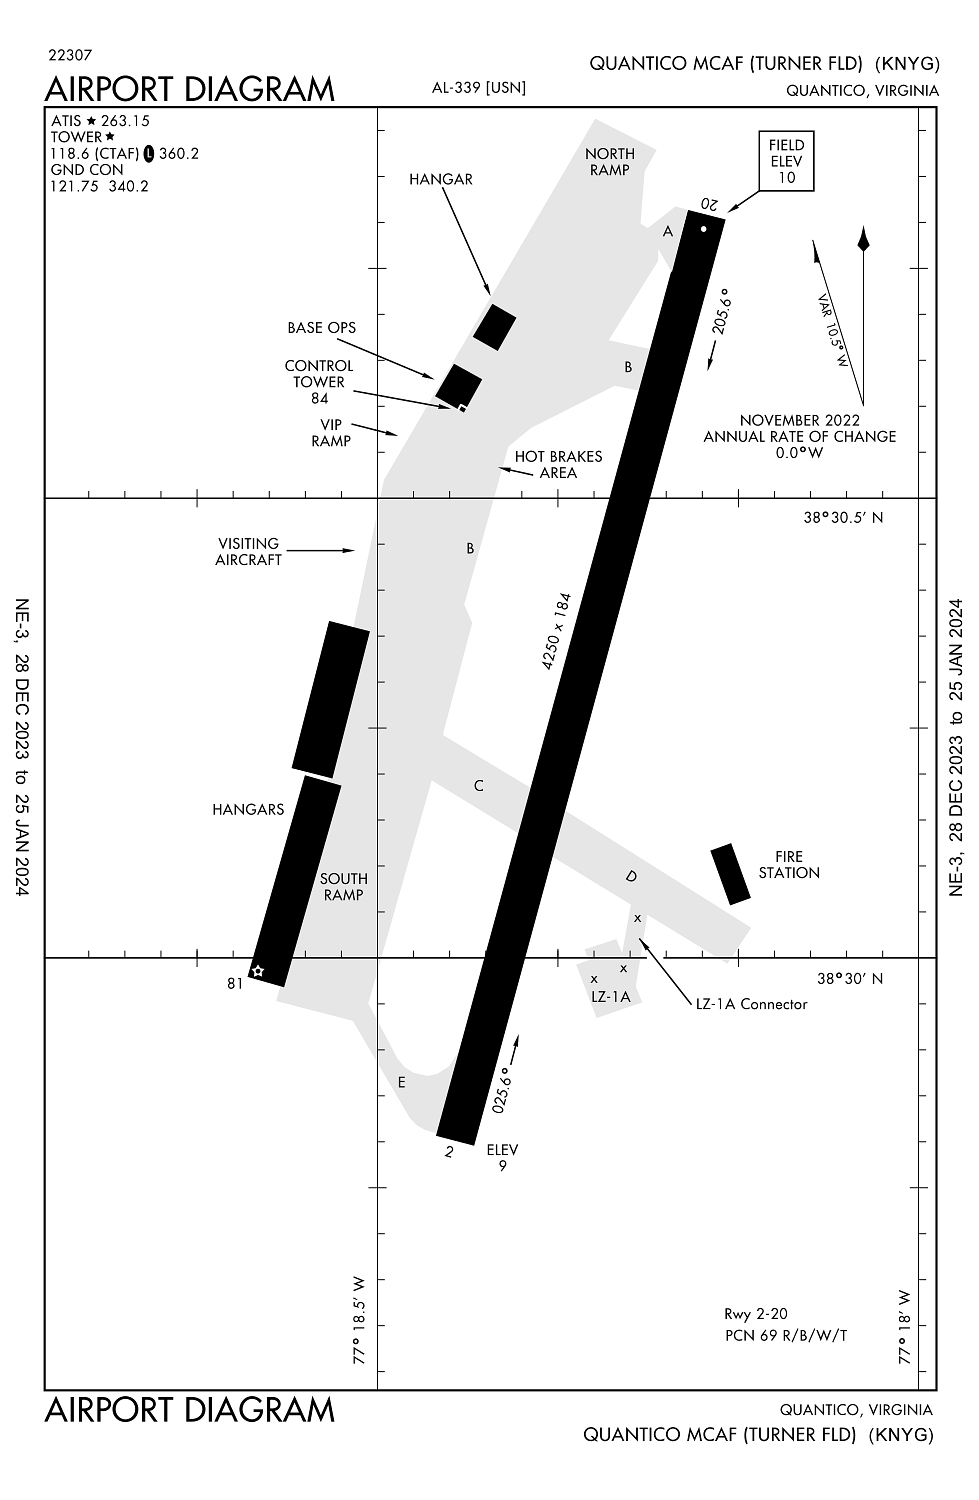 22307
QUANTICO MCAF (TURNER FLD) (KNYG)
AIRPORT DIAGRAM
AL-339 [USN]
QUANTICO, VIRGINIA
ATIS ★ 263.15
TOWER ★
118.6 (CTAF) L 360.2
GND CON
121.75 340.2
NORTH
RAMP
FIELD
ELEV
10
HANGAR
20
A
VAR 10.5° W
205.6°
BASE OPS
CONTROL
TOWER
84
B
VIP
RAMP
NOVEMBER 2022
ANNUAL RATE OF CHANGE
0.0°W
HOT BRAKES
AREA
38°30.5' N
VISITING
AIRCRAFT
B
4250 x 184
NE-3, 28 DEC 2023 to 25 JAN 2024
NE-3, 28 DEC 2023 to 25 JAN 2024
C
HANGARS
FIRE
STATION
SOUTH
RAMP
D
x
x
x
81
38°30' N
LZ-1A
LZ-1A Connector
E
025.6°
2
ELEV
9
77° 18.5' W
77° 18' W
Rwy 2-20
PCN 69 R/B/W/T
AIRPORT DIAGRAM
QUANTICO, VIRGINIA
QUANTICO MCAF (TURNER FLD) (KNYG)